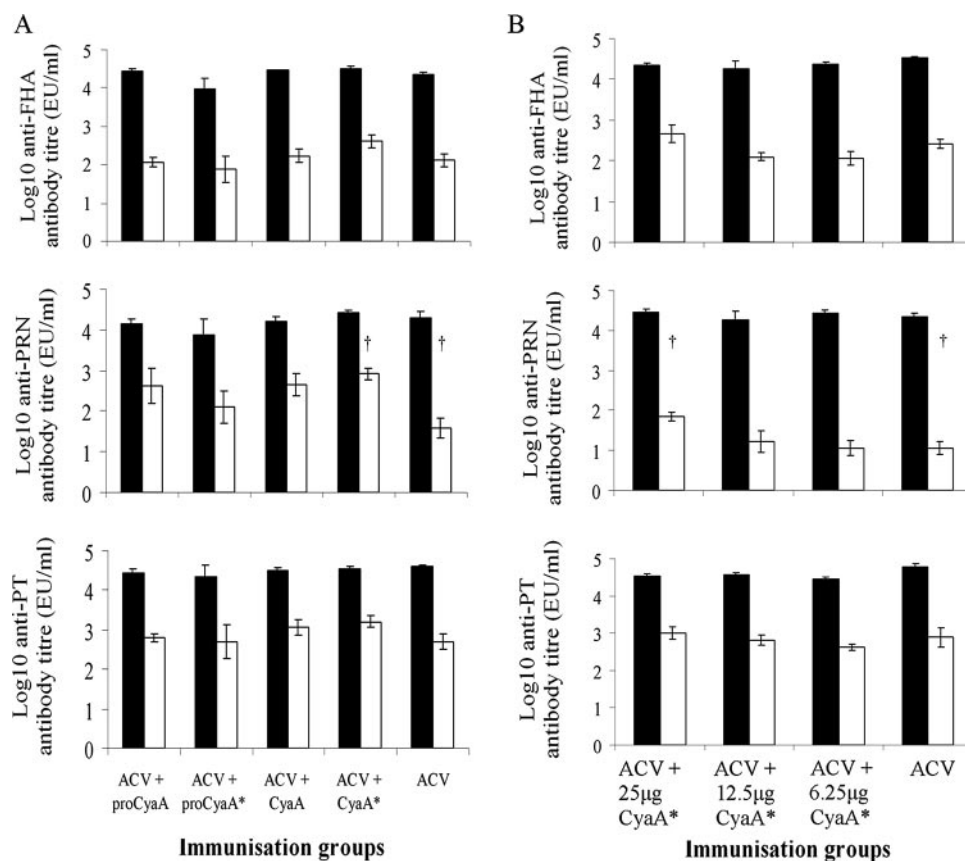 A
Log10 anti-FHA
antibody titre (EU/ml)
5
4
3
2
1
0
Log10 anti-PRN
antibody titre (EU/ml)
5
4
3
2
1
0
†
†
Log10 anti-PT
antibody titre (EU/ml)
5
4
3
2
1
0
ACV +
proCyaA
ACV +
proCyaA*
ACV +
CyaA
ACV +
CyaA*
ACV
Immunisation groups
B
Log10 anti-FHA
antibody titre (EU/ml)
5
4
3
2
1
0
Log10 anti-PRN
antibody titre (EU/ml)
5
4
3
2
1
0
†
†
Log10 anti-PT
antibody titre (EU/ml)
5
4
3
2
1
0
ACV +
25µg
CyaA*
ACV +
12.5µg
CyaA*
ACV +
6.25µg
CyaA*
ACV
Immunisation groups